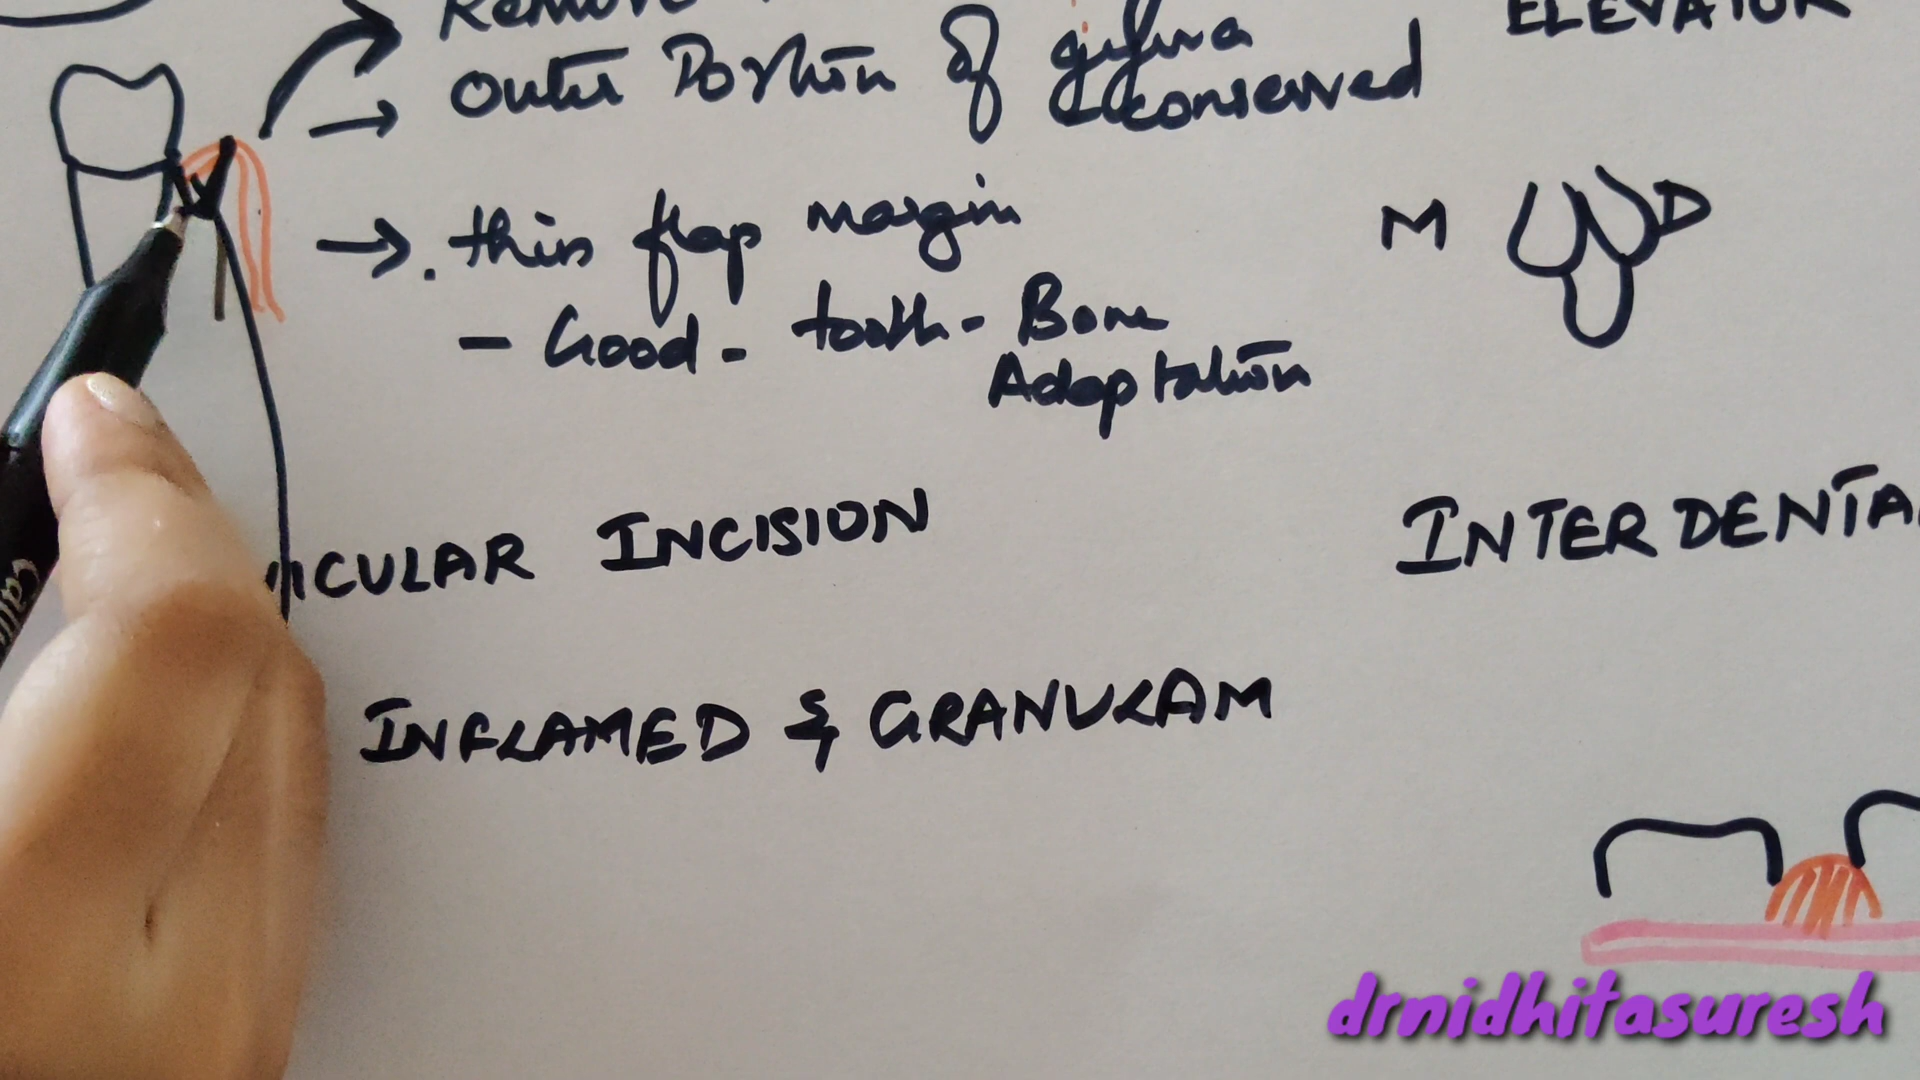 Remove
ELEVATOR
Outer Portion of gingiva
→ conserved
→. thin flap margin
M D
- Good - tooth - Bone
Adaptation
ICULAR INCISION
INTERDENTA
INFLAMED & GRANULAM
drnidhitasuresh